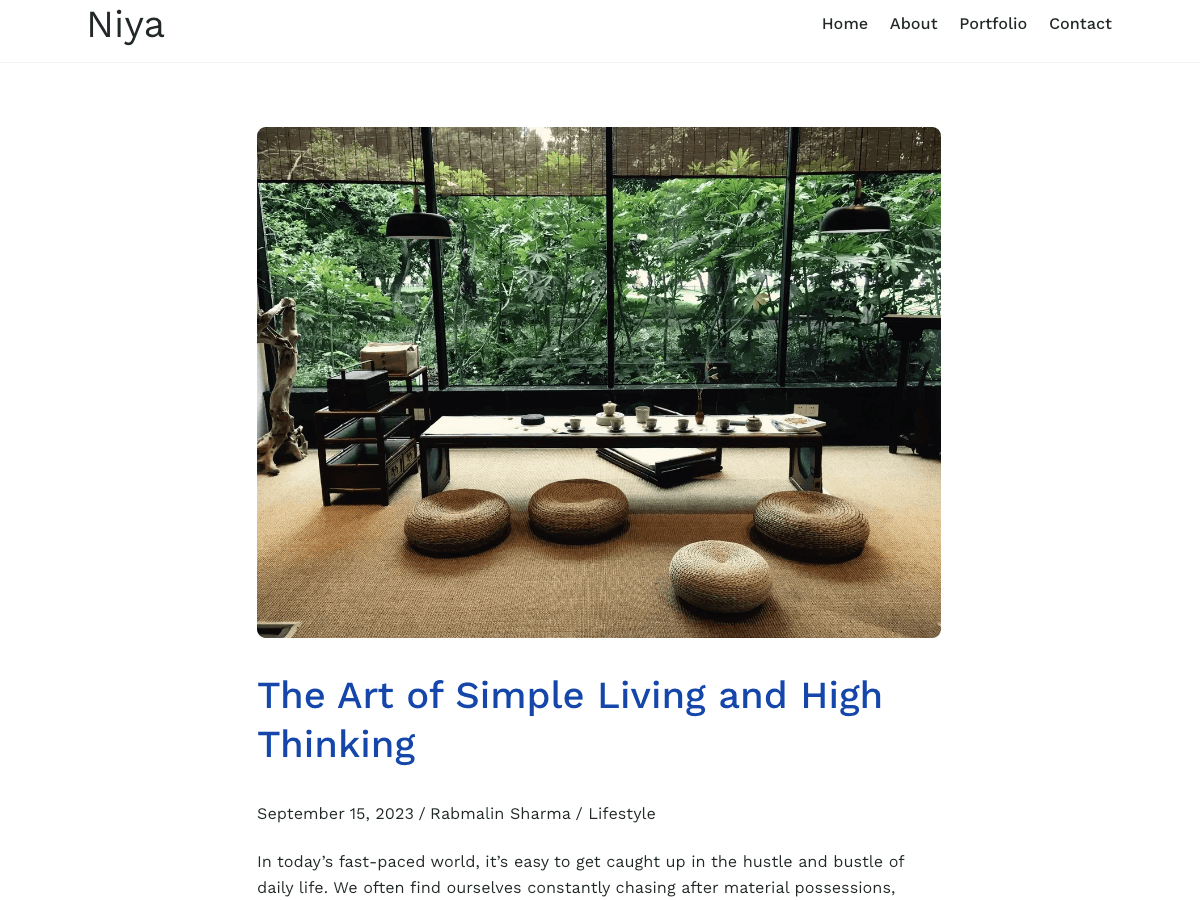 Niya
Home About Portfolio Contact
The Art of Simple Living and High
Thinking
September 15, 2023 / Rabmalin Sharma / Lifestyle
In today’s fast-paced world, it’s easy to get caught up in the hustle and bustle of
daily life. We often find ourselves constantly chasing after material possessions,